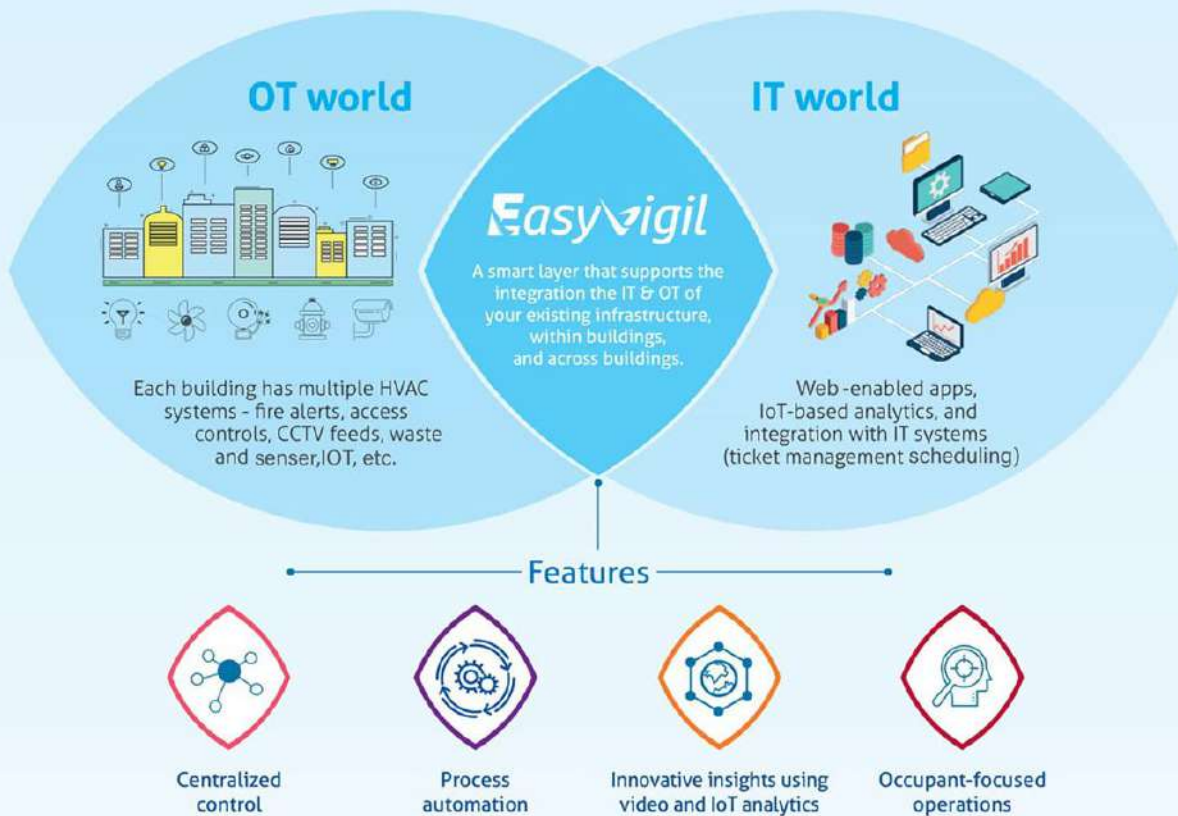 OT world
IT world
Easyvigil
A smart layer that supports the
integration the IT & OT of
your existing infrastructure,
within buildings,
and across buildings.
Each building has multiple HVAC
systems - fire alerts, access
controls, CCTV feeds, waste
and senser,IOT, etc.
Web -enabled apps,
IoT-based analytics, and
integration with IT systems
(ticket management scheduling)
Features
Centralized
control
Process
automation
Innovative insights using
video and IoT analytics
Occupant-focused
operations